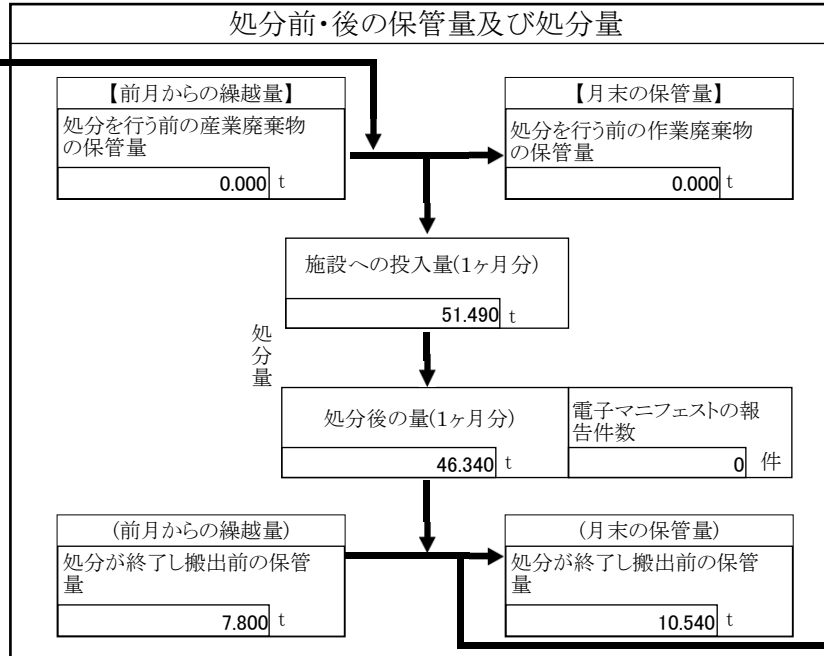 処分前・後の保管量及び処分量
【前月からの繰越量】
処分を行う前の産業廃棄物
の保管量
0.000 t
【月末の保管量】
処分を行う前の作業廃棄物
の保管量
0.000 t
施設への投入量(1ヶ月分)
51.490 t
処分量
処分後の量(1ヶ月分)
46.340 t
電子マニフェストの報
告件数
0 件
(前月からの繰越量)
処分が終了し搬出前の保管
量
7.800 t
(月末の保管量)
処分が終了し搬出前の保管
量
10.540 t